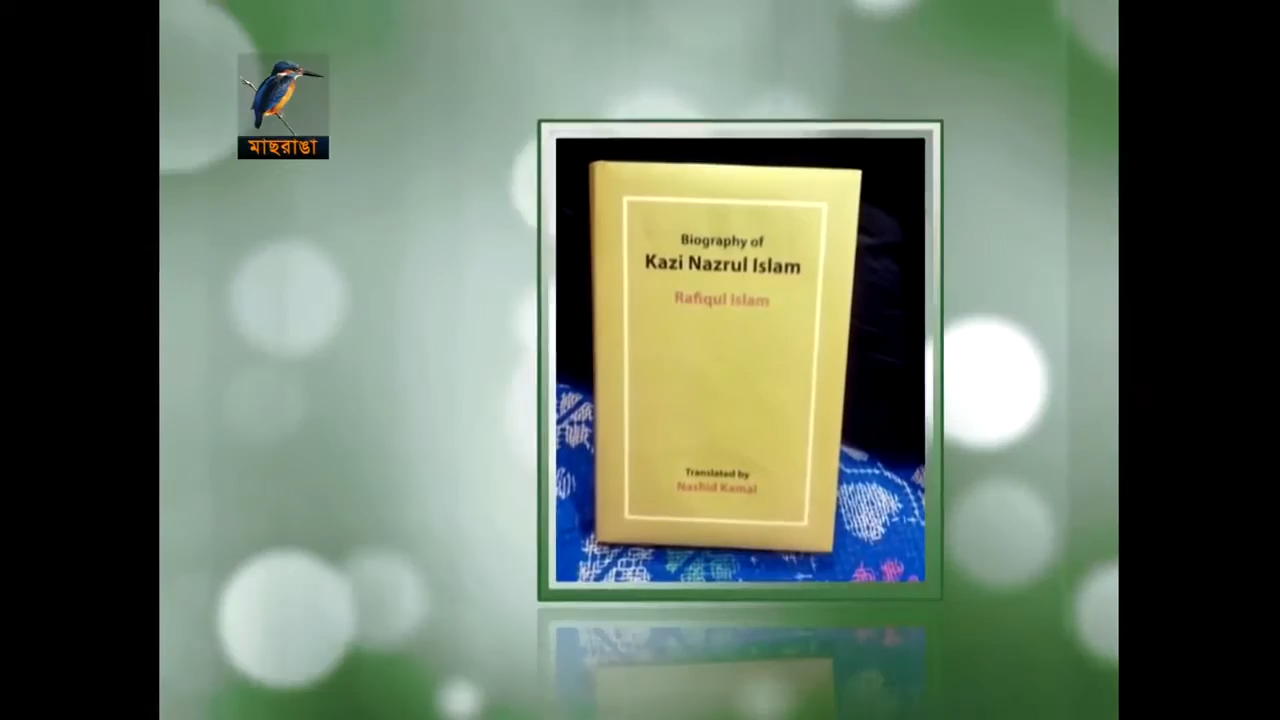 মাছরাঙা
Biography of
Kazi Nazrul Islam
Rafiqul Islam
Translated by
Nashid Kamal